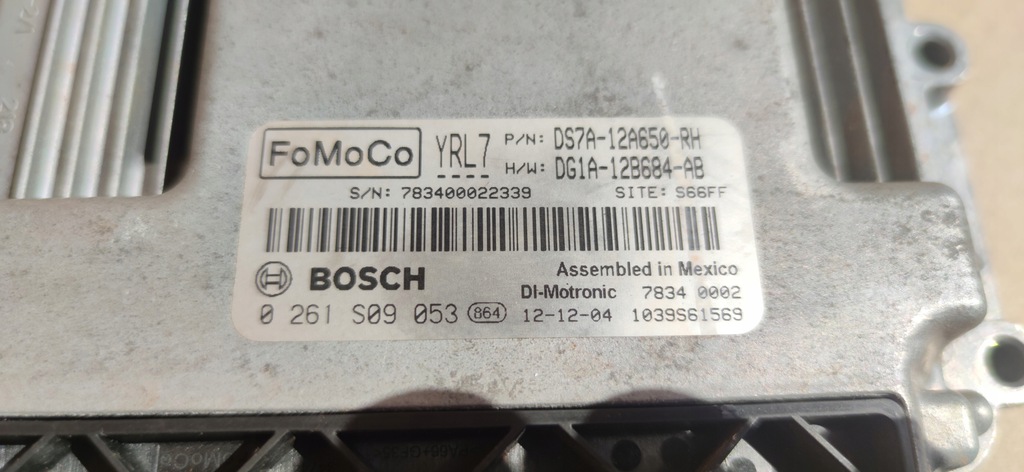 FoMoCo YRL7 P/N: DS7A-12A650-RH
H/W: DG1A-12B684-AB
S/N: 783400022339 SITE: S66FF
BOSCH Assembled in Mexico
DI-Motronic 7834 0002
0 261 S09 053 864 12-12-04 1039S61569
FoMoCo